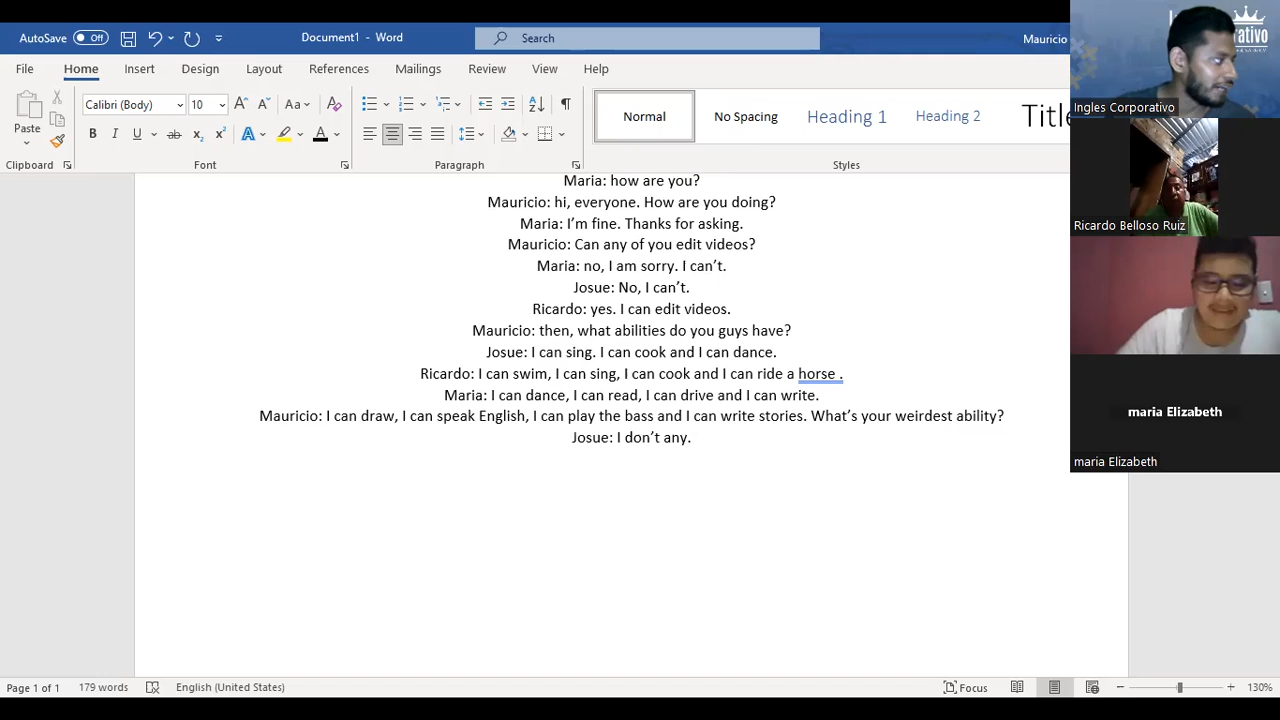 AutoSave Off Document1 - Word Search Mauricio
File Home Insert Design Layout References Mailings Review View Help
Paste Calibri (Body) 10 Normal No Spacing Heading 1 Heading 2 Title
Clipboard Font Paragraph Styles
Maria: how are you?
Mauricio: hi, everyone. How are you doing?
Maria: I'm fine. Thanks for asking.
Mauricio: Can any of you edit videos?
Maria: no, I am sorry. I can't.
Josue: No, I can't.
Ricardo: yes. I can edit videos.
Mauricio: then, what abilities do you guys have?
Josue: I can sing. I can cook and I can dance.
Ricardo: I can swim, I can sing, I can cook and I can ride a horse .
Maria: I can dance, I can read, I can drive and I can write.
Mauricio: I can draw, I can speak English, I can play the bass and I can write stories. What's your weirdest ability?
Josue: I don't any.
Ingles Corporativo
Ricardo Belloso Ruiz
maria Elizabeth
maria Elizabeth
Page 1 of 1 179 words English (United States) Focus 130%